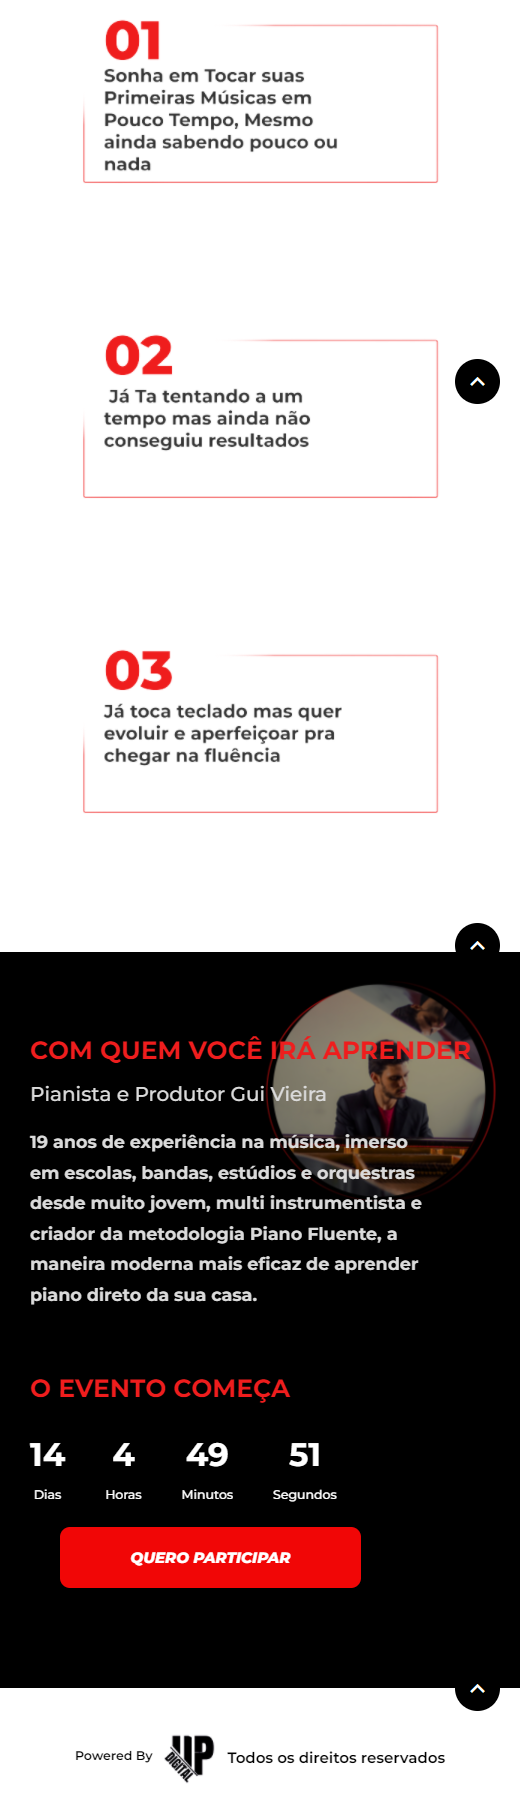 01
Sonha em Tocar suas
Primeiras Músicas em
Pouco Tempo, Mesmo
ainda sabendo pouco ou
nada
02
Já Ta tentando a um
tempo mas ainda não
conseguiu resultados
03
Já toca teclado mas quer
evoluir e aperfeiçoar pra
chegar na fluência
COM QUEM VOCÊ IRÁ APRENDER
Pianista e Produtor Gui Vieira
19 anos de experiência na música, imerso
em escolas, bandas, estúdios e orquestras
desde muito jovem, multi instrumentista e
criador da metodologia Piano Fluente, a
maneira moderna mais eficaz de aprender
piano direto da sua casa.
O EVENTO COMEÇA
14 4 49 51
Dias Horas Minutos Segundos
QUERO PARTICIPAR
Powered By UP DIGITAL Todos os direitos reservados